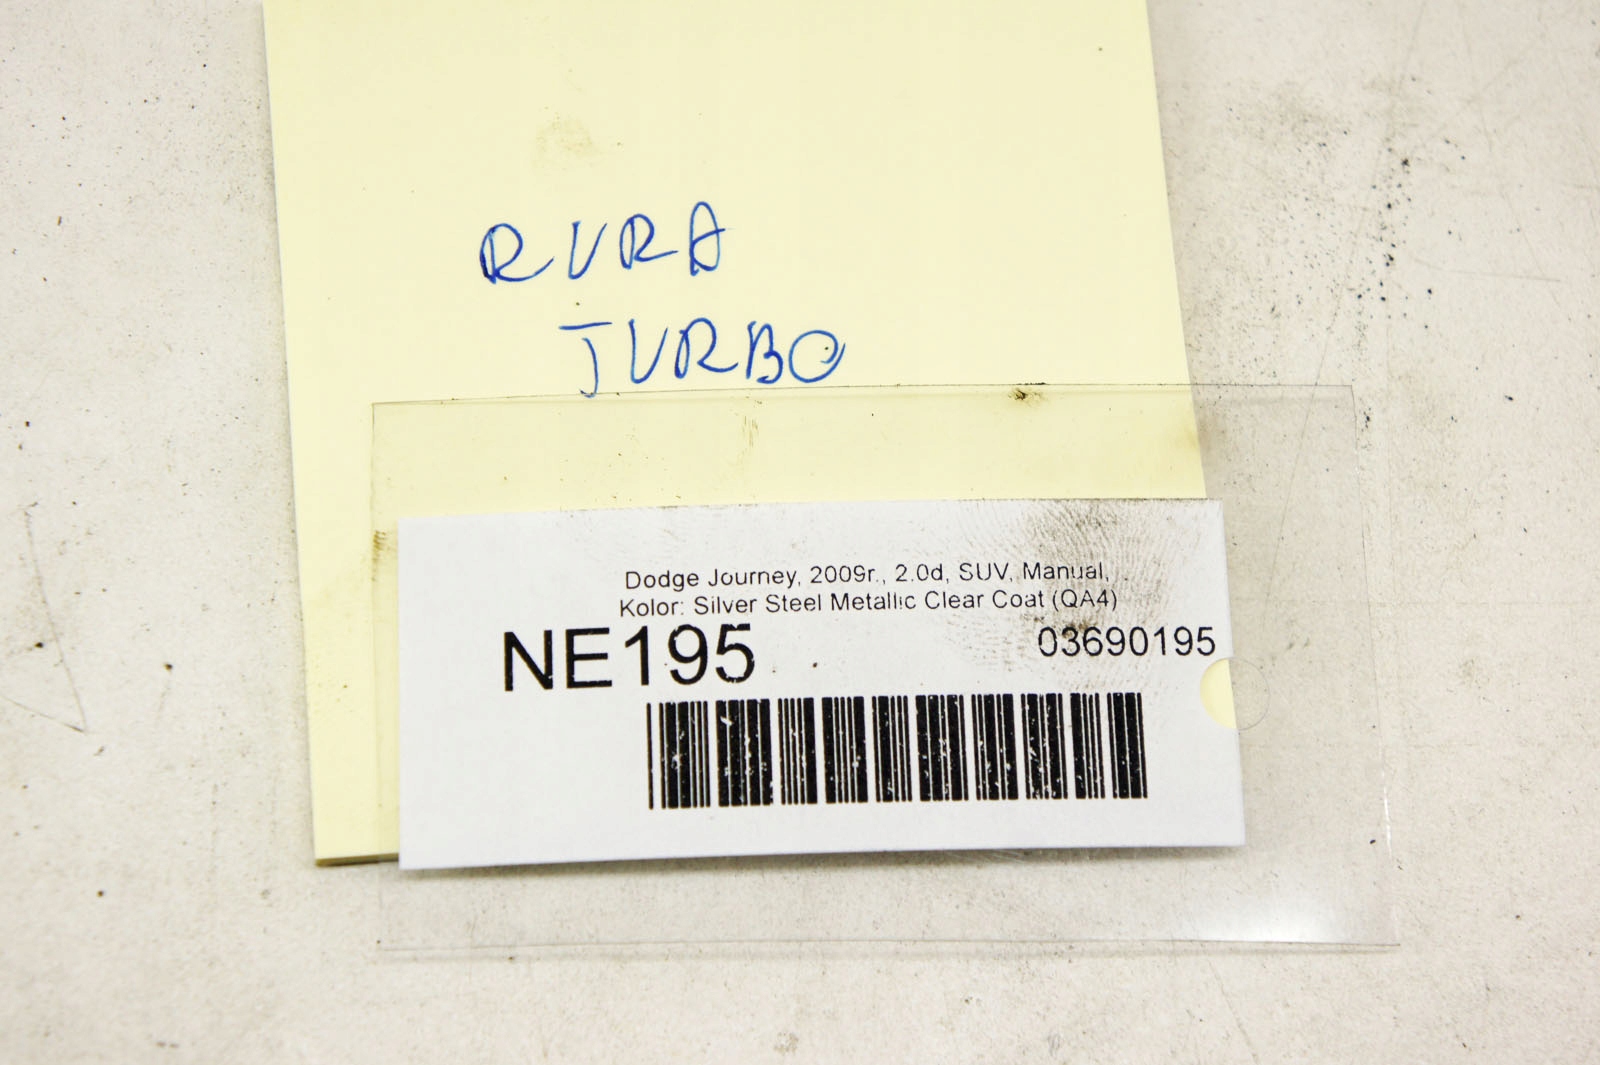 RURA
TURBO
Dodge Journey, 2009r., 2.0d, SUV, Manual,
Kolor: Silver Steel Metallic Clear Coat (QA4)
NE195
03690195